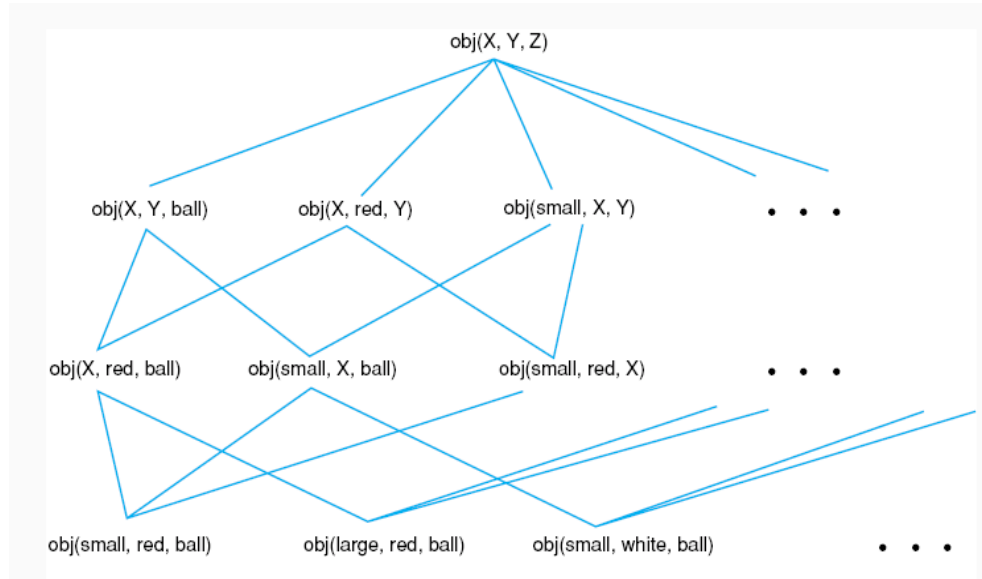 obj(X, Y, Z)
obj(X, Y, ball) obj(X, red, Y) obj(small, X, Y) • • •
obj(X, red, ball) obj(small, X, ball) obj(small, red, X) • • •
obj(small, red, ball) obj(large, red, ball) obj(small, white, ball) • • •